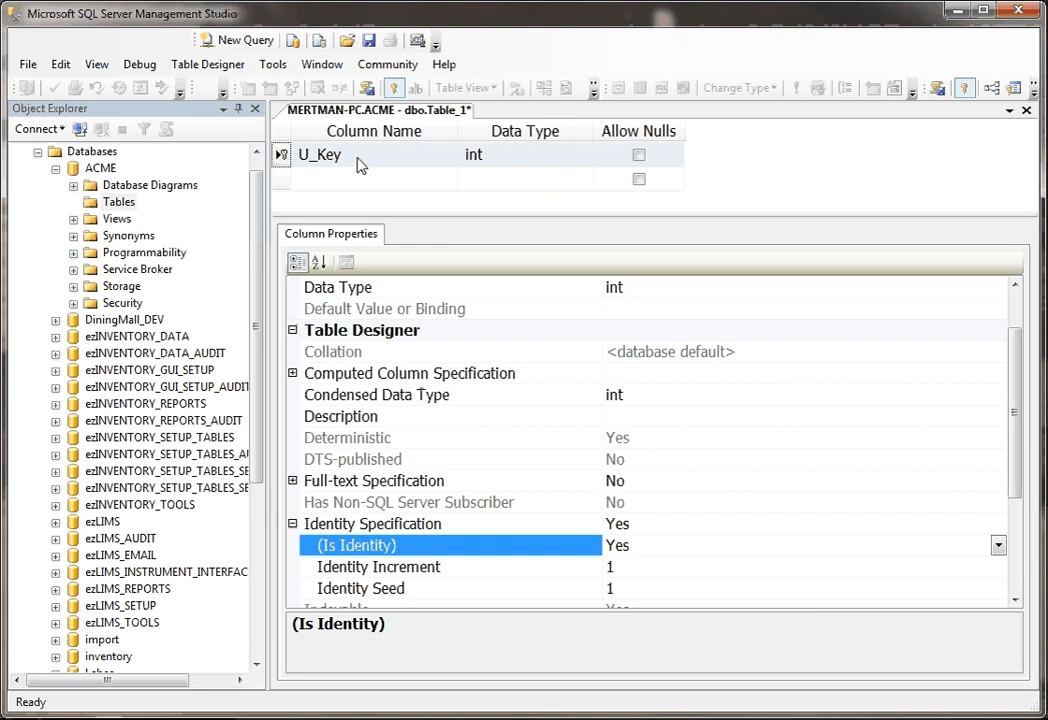 Microsoft SQL Server Management Studio
New Query
File Edit View Debug Table Designer Tools Window Community Help
Table View Change Type
Object Explorer
Connect
Databases
ACME
Database Diagrams
Tables
Views
Synonyms
Programmability
Service Broker
Storage
Security
DiningMall_DEV
ezINVENTORY_DATA
ezINVENTORY_DATA_AUDIT
ezINVENTORY_GUI_SETUP
ezINVENTORY_GUI_SETUP_AUDIT
ezINVENTORY_REPORTS
ezINVENTORY_REPORTS_AUDIT
ezINVENTORY_SETUP_TABLES
ezINVENTORY_SETUP_TABLES_AU
ezINVENTORY_SETUP_TABLES_SE
ezINVENTORY_SETUP_TABLES_SE
ezINVENTORY_TOOLS
ezLIMS
ezLIMS_AUDIT
ezLIMS_EMAIL
ezLIMS_INSTRUMENT_INTERFAC
ezLIMS_REPORTS
ezLIMS_SETUP
ezLIMS_TOOLS
import
inventory
MERTMAN-PC.ACME - dbo.Table_1*
Column Name Data Type Allow Nulls
U_Key int
Column Properties
Data Type int
Default Value or Binding
Table Designer
Collation <database default>
Computed Column Specification
Condensed Data Type int
Description
Deterministic Yes
DTS-published No
Full-text Specification No
Has Non-SQL Server Subscriber No
Identity Specification Yes
(Is Identity) Yes
Identity Increment 1
Identity Seed 1
Indexable Yes
(Is Identity)
Ready